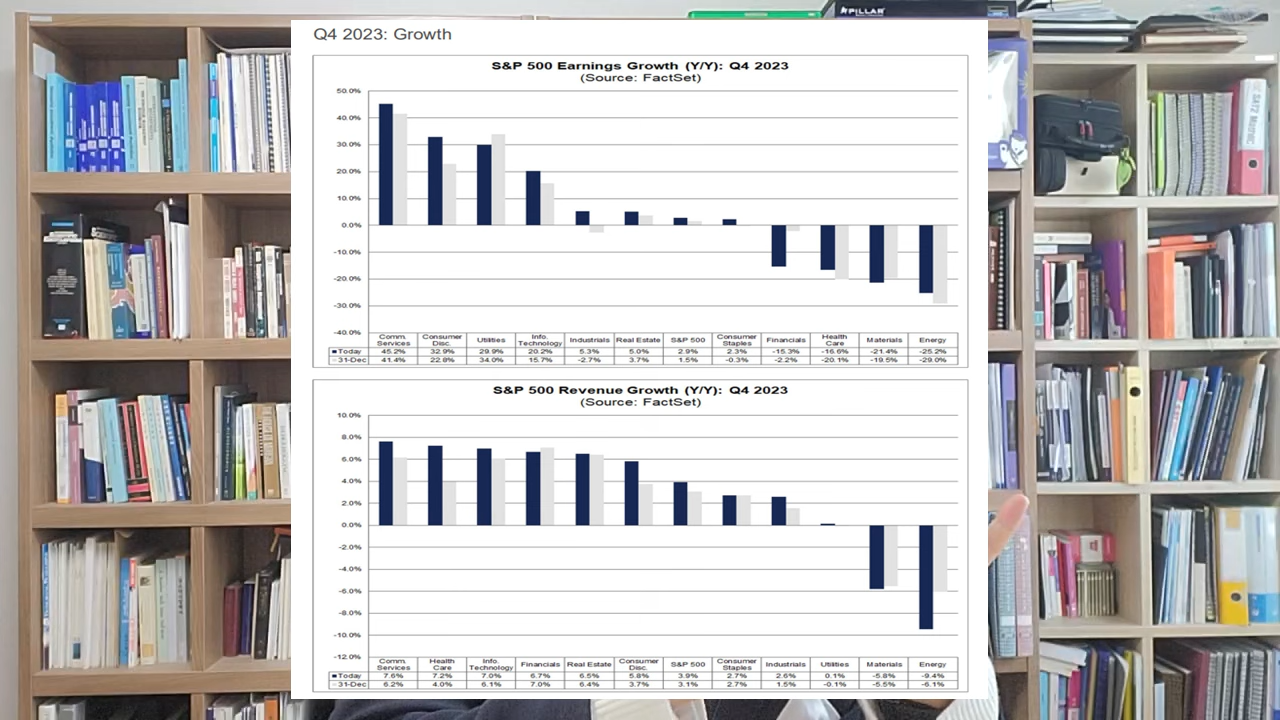 PILLAR
Q4 2023: Growth
S&P 500 Earnings Growth (Y/Y): Q4 2023
(Source: FactSet)
50.0%
40.0%
30.0%
20.0%
10.0%
0.0%
-10.0%
-20.0%
-30.0%
-40.0%
Comm. Services Consumer Disc. Utilities Info. Technology Industrials Real Estate S&P 500 Consumer Staples Financials Health Care Materials Energy
Today 45.2% 32.9% 29.9% 20.2% 5.3% 5.0% 2.9% 2.3% -15.3% -16.6% -21.4% -25.2%
31-Dec 41.4% 22.8% 34.0% 15.7% -2.7% 3.7% 1.5% -0.3% -2.2% -20.1% -19.5% -29.0%
S&P 500 Revenue Growth (Y/Y): Q4 2023
(Source: FactSet)
10.0%
8.0%
6.0%
4.0%
2.0%
0.0%
-2.0%
-4.0%
-6.0%
-8.0%
-10.0%
-12.0%
Comm. Services Health Care Info. Technology Financials Real Estate Consumer Disc. S&P 500 Consumer Staples Industrials Utilities Materials Energy
Today 7.6% 7.2% 7.0% 6.7% 6.5% 5.8% 3.9% 2.7% 2.6% 0.1% -5.8% -9.4%
31-Dec 6.2% 4.0% 6.1% 7.0% 6.4% 3.7% 3.1% 2.7% 1.5% -0.1% -5.5% -6.1%